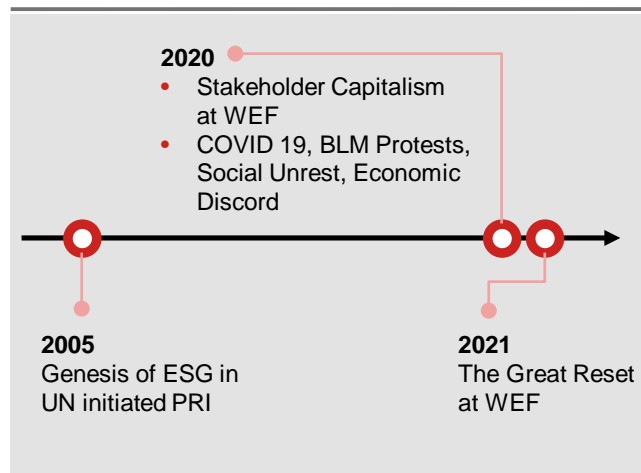 2020
• Stakeholder Capitalism
at WEF
• COVID 19, BLM Protests,
Social Unrest, Economic
Discord
2005
Genesis of ESG in
UN initiated PRI
2021
The Great Reset
at WEF